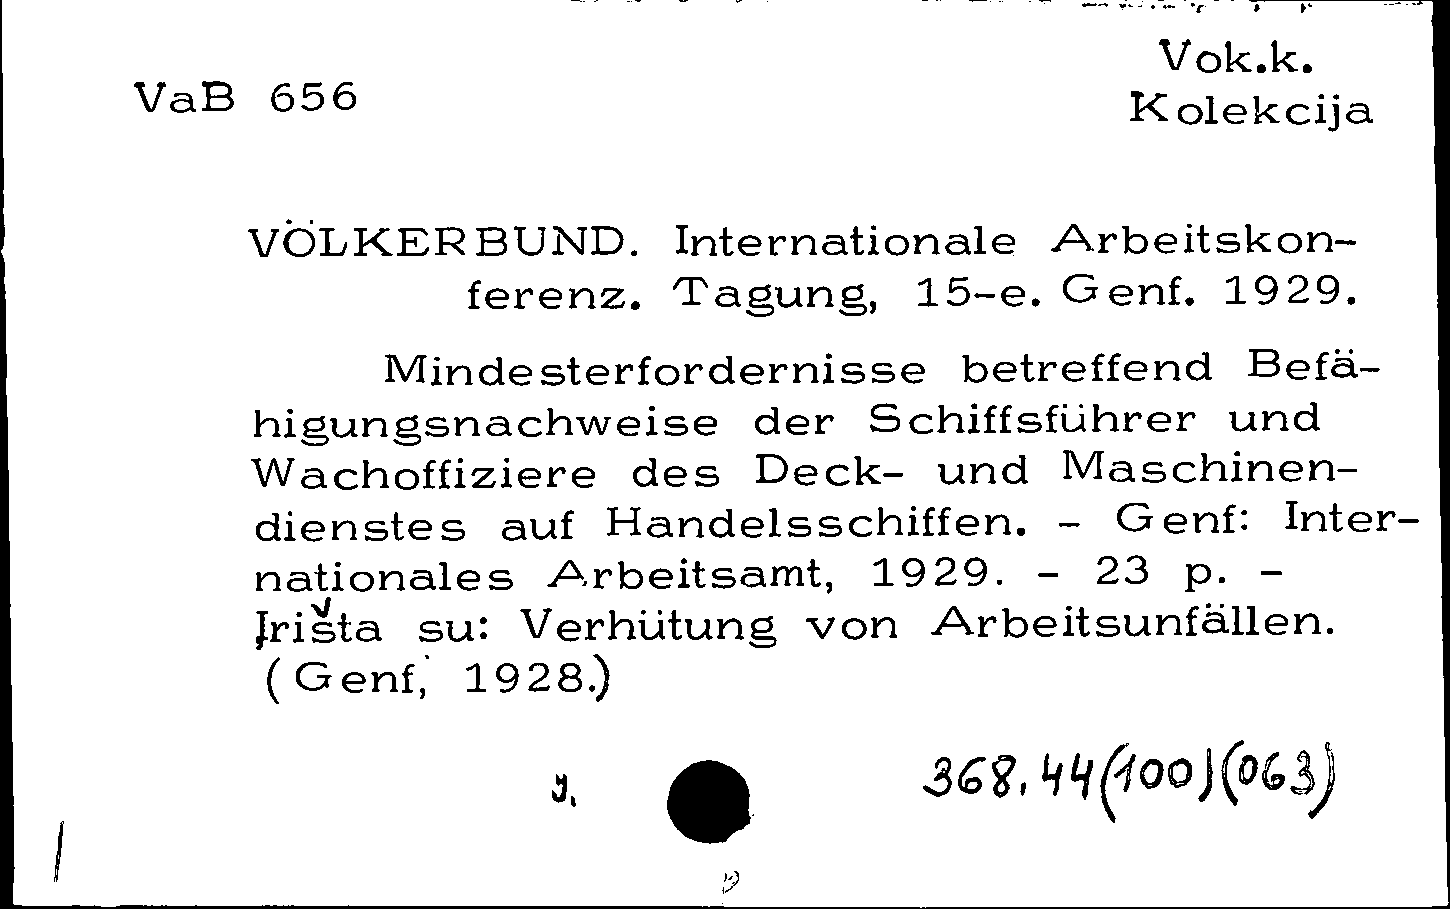 Vok.k.
VaB 656
Kolekcija
VÖLKERBUND. Internationale Arbeitskon-
ferenz. Tagung, 15-e. Genf. 1929.
Mindesterfordernisse betreffend Befä-
higungsnachweise der Schiffsführer und
Wachoffiziere des Deck- und Maschinen-
dienstes auf Handelsschiffen. - Genf: Inter-
nationales Arbeitsamt, 1929. - 23 p. -
Įrišta su: Verhütung von Arbeitsunfällen.
(Genf, 1928.)
368.44(100)(063)